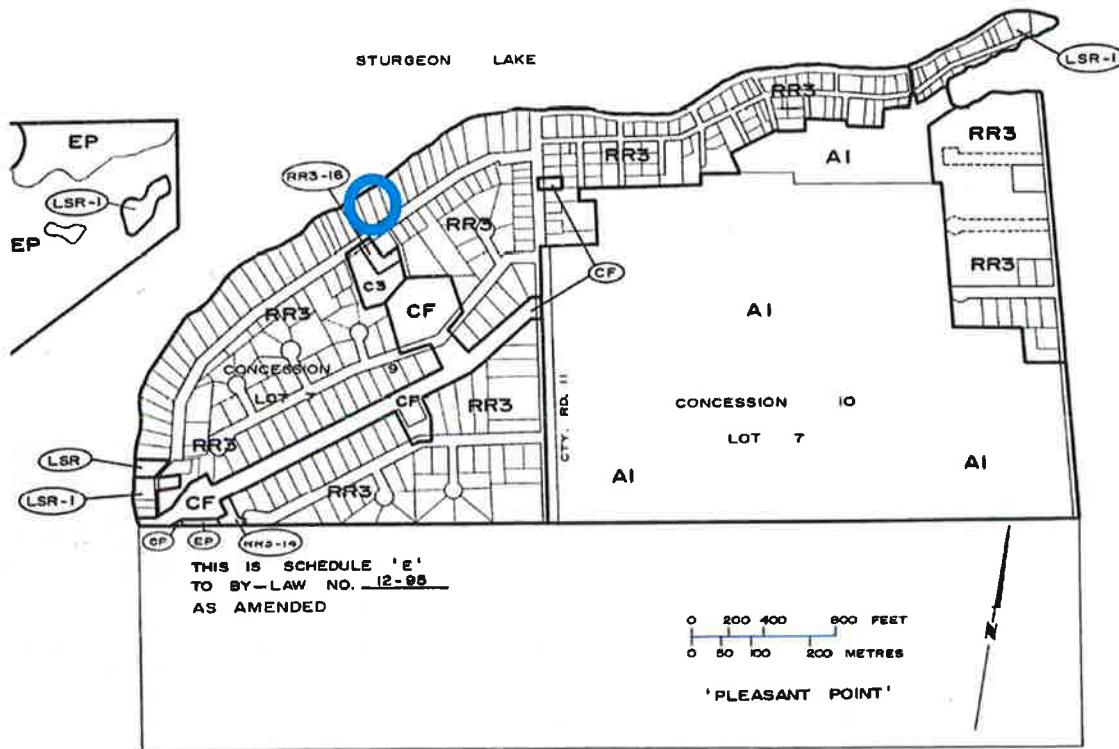 STURGEON LAKE
LSR-1
EP
LSR-1
EP
RR3-16
RR3
RR3
A1
RR3
RR3
C3
CF
CF
RR3
RR3
A1
CONCESSION 9
LOT 7
CF
RR3
CTY. RD. 11
CONCESSION 10
LOT 7
RR3
LSR
LSR-1
CF
RR3
A1
A1
EP
RR3-14
THIS IS SCHEDULE 'E'
TO BY-LAW NO. 12-95
AS AMENDED
0 200 400 800 FEET
0 50 100 200 METRES
N
'PLEASANT POINT'